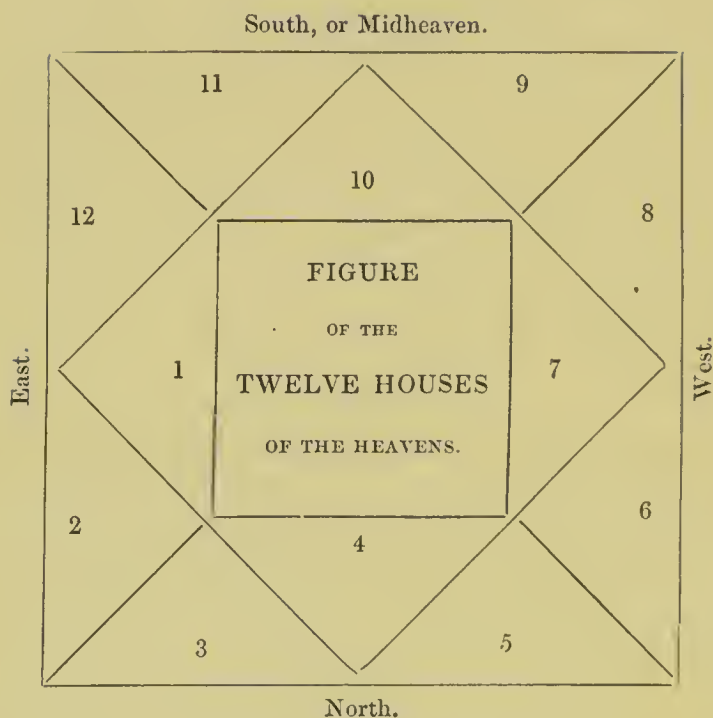 South, or Midheaven.
11
9
10
12
8
FIGURE
OF THE
East.
1
TWELVE HOUSES
7
West.
OF THE HEAVENS.
2
6
4
3
5
North.